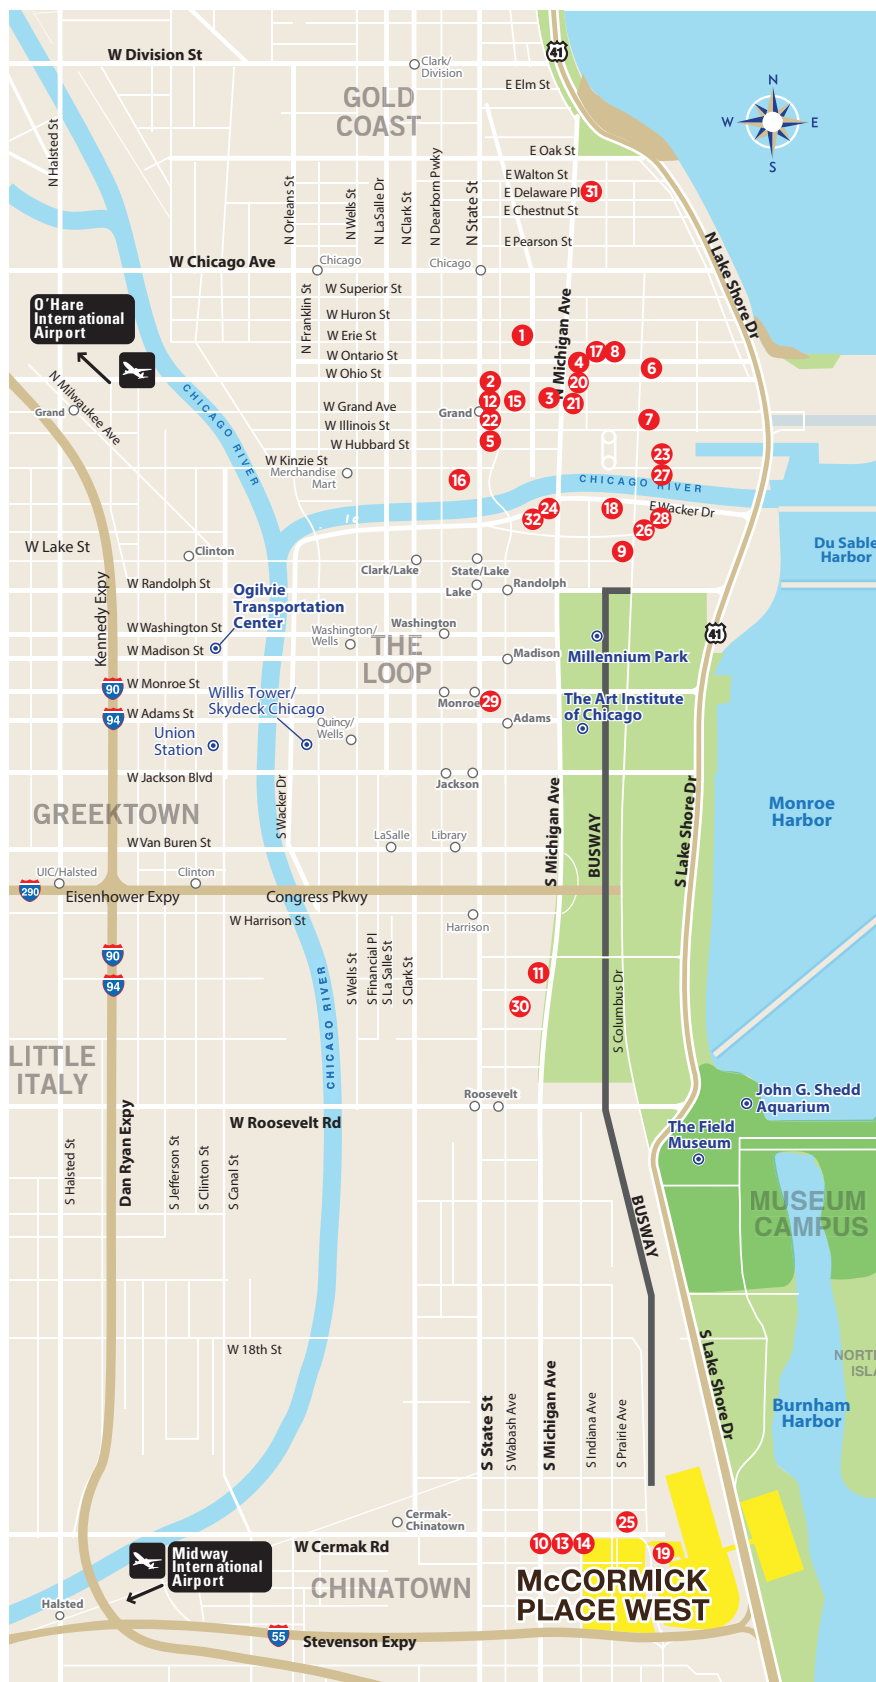 W Division St
Clark/
Division
41
E Elm St
GOLD
COAST
N
W
E
S
N Halsted St
E Oak St
E Walton St
E Delaware Pl
31
E Chestnut St
E Pearson St
N Orleans St
N Wells St
N LaSalle Dr
N Clark St
N Dearborn Pwky
N State St
N Lake Shore Dr
W Chicago Ave
Chicago
Chicago
O'Hare
International
Airport
N Franklin St
W Superior St
W Huron St
W Erie St
W Ontario St
W Ohio St
W Grand Ave
W Illinois St
W Hubbard St
W Kinzie St
N Michigan Ave
1
17
8
4
6
2
20
12
15
3
21
Grand
22
7
5
23
16
27
N Milwaukee Ave
Grand
CHICAGO RIVER
Merchandise
Mart
CHICAGO RIVER
24
18
E Wacker Dr
32
28
26
9
Du Sable
Harbor
W Lake St
Clinton
Clark/Lake
State/Lake
Lake
Randolph
W Randolph St
Kennedy Expy
Ogilvie
Transportation
Center
W Washington St
Washington/
Wells
Washington
THE
LOOP
W Madison St
Madison
Millennium Park
41
90
W Monroe St
Willis Tower/
Skydeck Chicago
Monroe
29
The Art Institute
of Chicago
94
W Adams St
Adams
Quincy/
Wells
Union
Station
W Jackson Blvd
Jackson
S Wacker Dr
GREEKTOWN
S Michigan Ave
BUSWAY
S Lake Shore Dr
Monroe
Harbor
W Van Buren St
LaSalle
Library
UIC/Halsted
Clinton
290
Eisenhower Expy
Congress Pkwy
W Harrison St
Harrison
90
94
CHICAGO RIVER
S Wells St
S Financial Pl
S La Salle St
S Clark St
11
30
S Columbus Dr
LITTLE
ITALY
Roosevelt
John G. Shedd
Aquarium
W Roosevelt Rd
The Field
Museum
S Halsted St
Dan Ryan Expy
S Jefferson St
S Clinton St
S Canal St
BUSWAY
MUSEUM
CAMPUS
W 18th St
S Lake Shore Dr
NORT
ISL
Burnham
Harbor
S State St
S Wabash Ave
S Michigan Ave
S Indiana Ave
S Prairie Ave
Cermak-
Chinatown
25
W Cermak Rd
10
13
14
19
Midway
International
Airport
CHINATOWN
McCORMICK
PLACE WEST
Halsted
55
Stevenson Expy